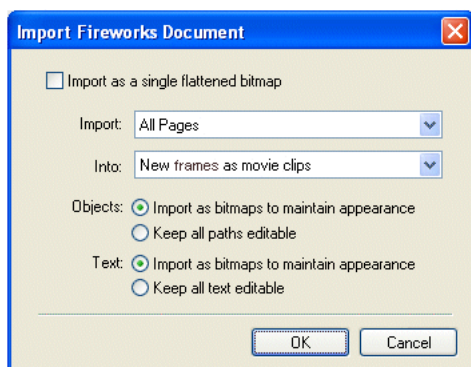 Import Fireworks Document
Import as a single flattened bitmap
Import: All Pages
Into: New frames as movie clips
Objects: Import as bitmaps to maintain appearance
Keep all paths editable
Text: Import as bitmaps to maintain appearance
Keep all text editable
OK Cancel